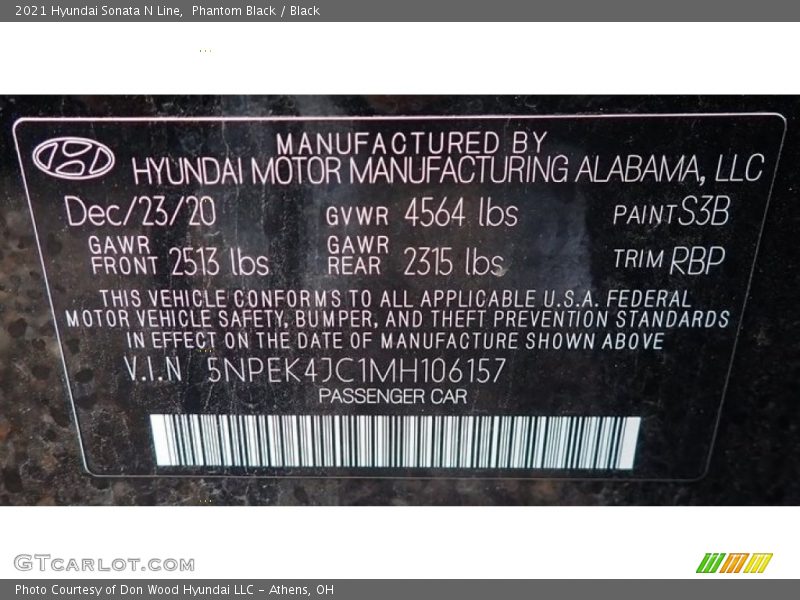 2021 Hyundai Sonata N Line, Phantom Black / Black
MANUFACTURED BY
HYUNDAI MOTOR MANUFACTURING ALABAMA, LLC
Dec/23/20 GVWR 4564 lbs PAINT S3B
GAWR FRONT 2513 lbs GAWR REAR 2315 lbs TRIM RBP
THIS VEHICLE CONFORMS TO ALL APPLICABLE U.S.A. FEDERAL
MOTOR VEHICLE SAFETY, BUMPER, AND THEFT PREVENTION STANDARDS
IN EFFECT ON THE DATE OF MANUFACTURE SHOWN ABOVE
V.I.N 5NPEK4JC1MH106157
PASSENGER CAR
GTCARLOT.COM
Photo Courtesy of Don Wood Hyundai LLC - Athens, OH